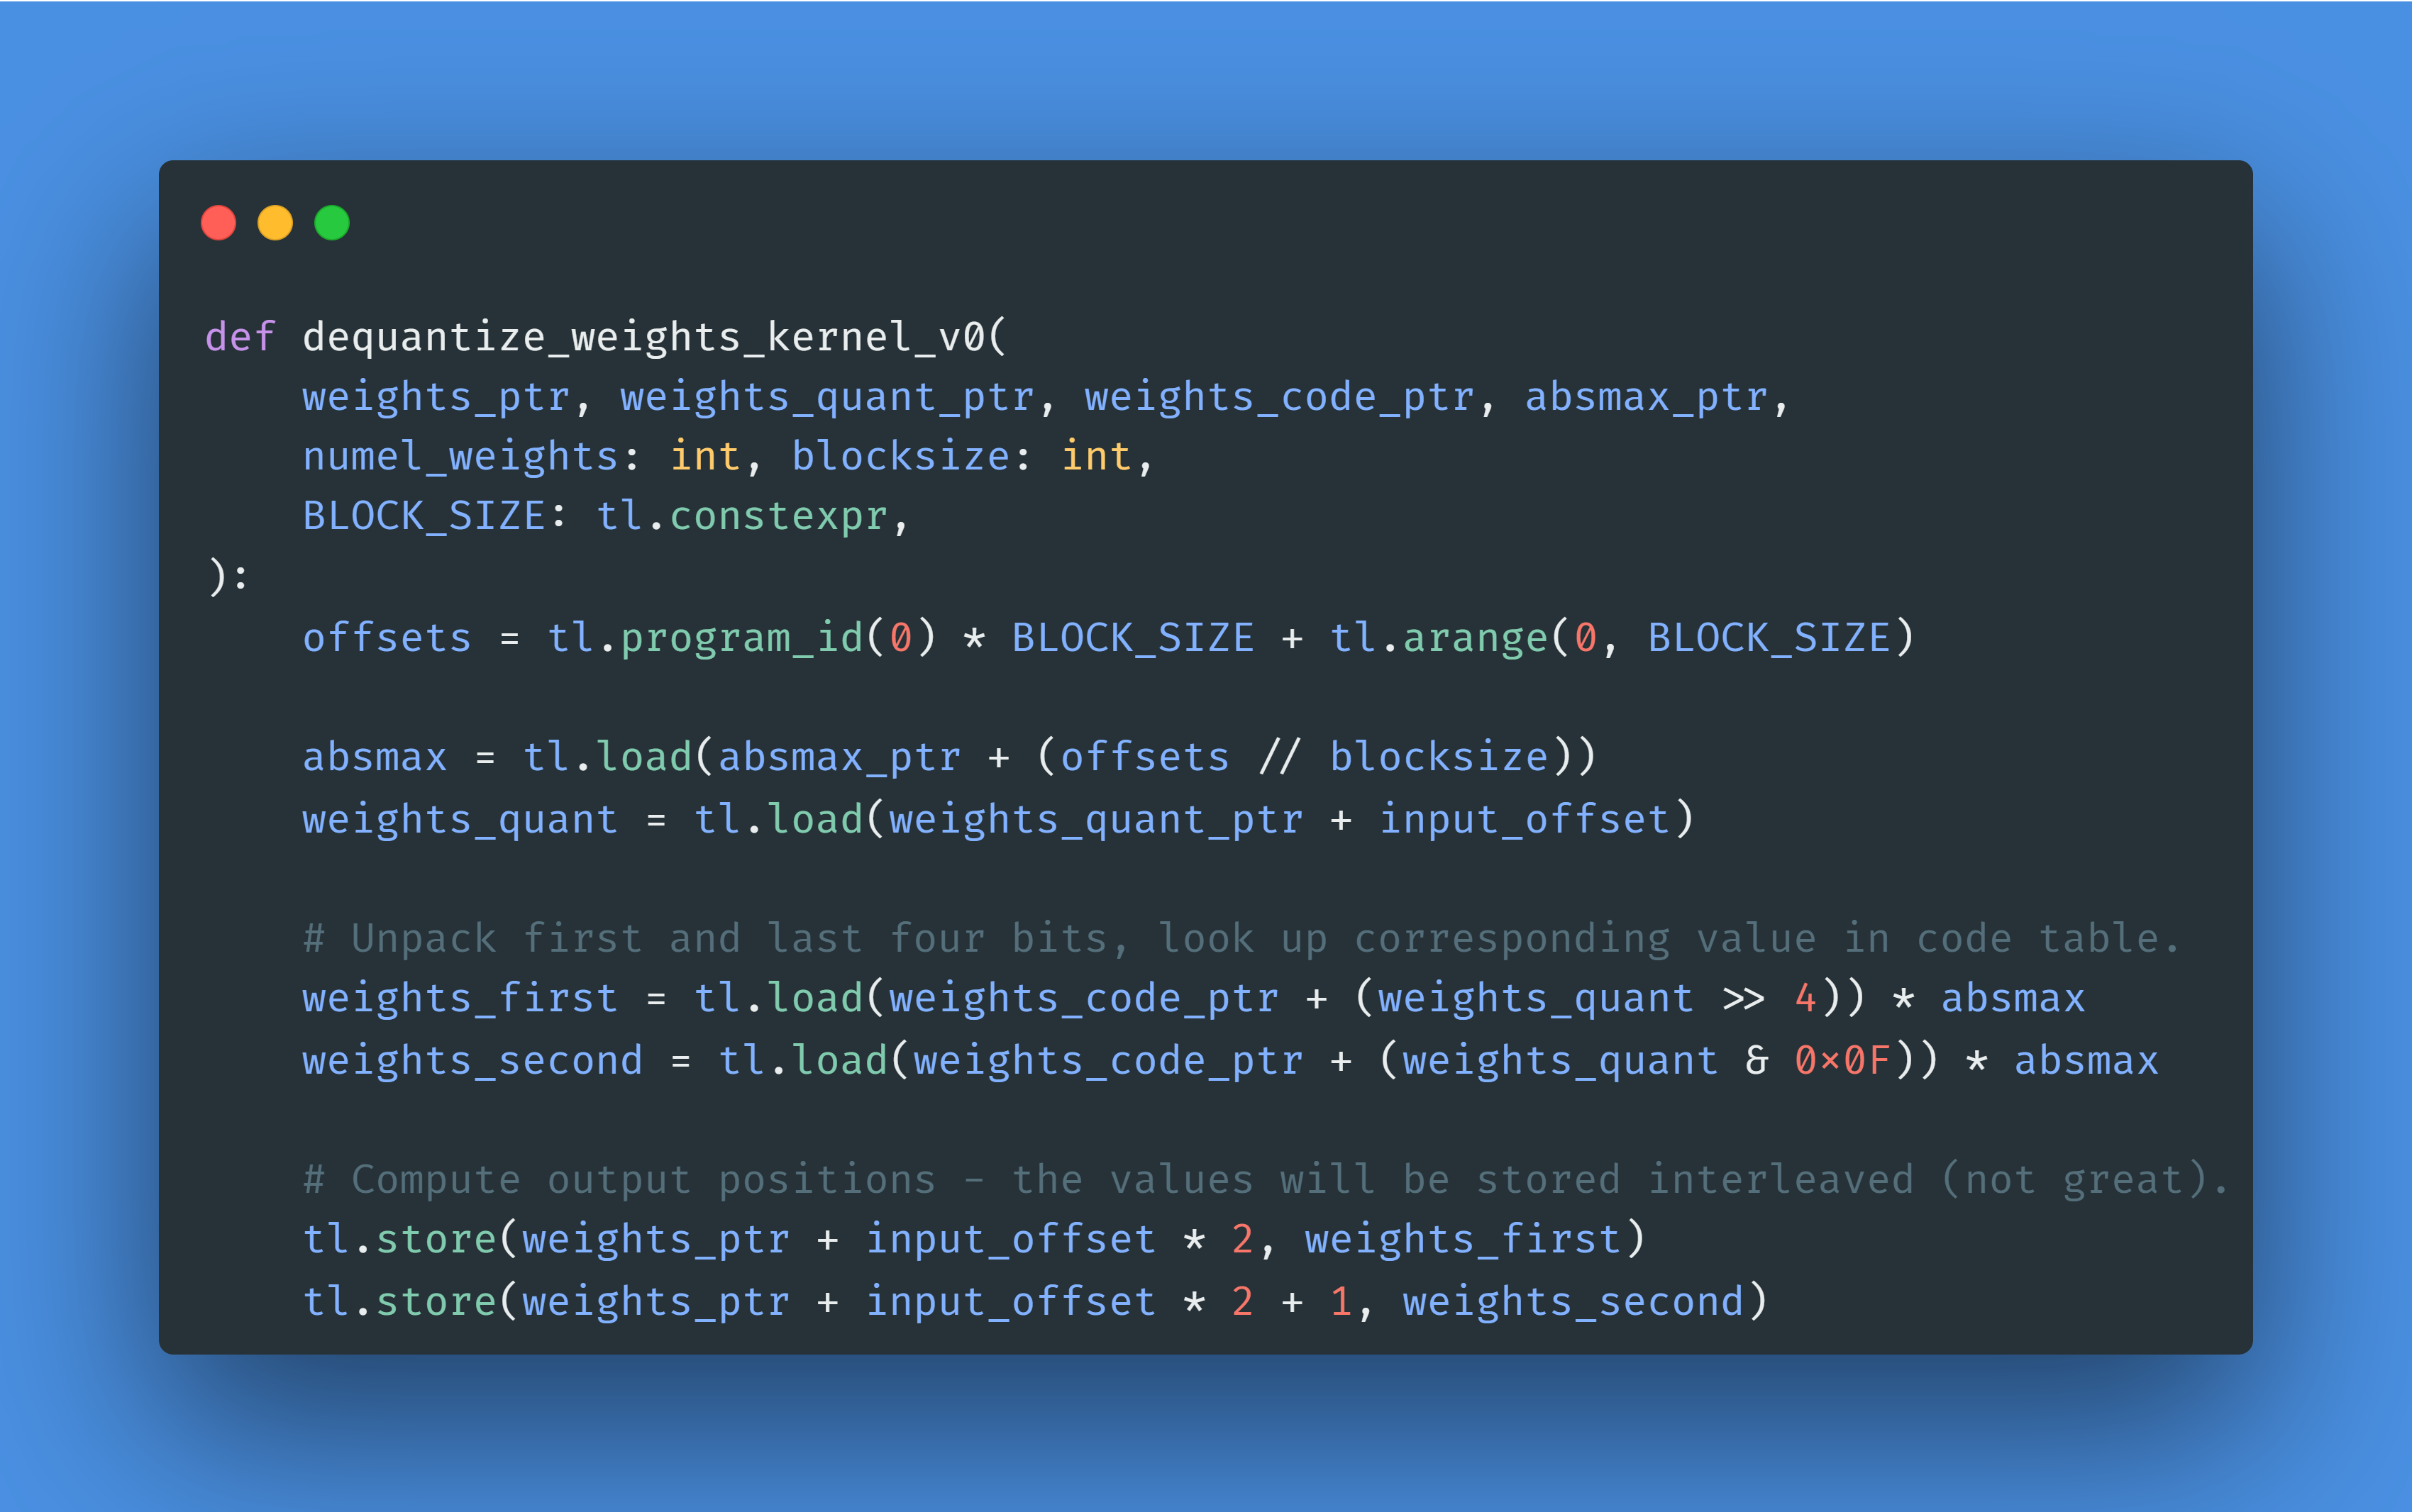 def dequantize_weights_kernel_v0(
    weights_ptr, weights_quant_ptr, weights_code_ptr, absmax_ptr,
    numel_weights: int, blocksize: int,
    BLOCK_SIZE: tl.constexpr,
):
    offsets = tl.program_id(0) * BLOCK_SIZE + tl.arange(0, BLOCK_SIZE)

    absmax = tl.load(absmax_ptr + (offsets // blocksize))
    weights_quant = tl.load(weights_quant_ptr + input_offset)

    # Unpack first and last four bits, look up corresponding value in code table.
    weights_first = tl.load(weights_code_ptr + (weights_quant >> 4)) * absmax
    weights_second = tl.load(weights_code_ptr + (weights_quant & 0x0F)) * absmax

    # Compute output positions - the values will be stored interleaved (not great).
    tl.store(weights_ptr + input_offset * 2, weights_first)
    tl.store(weights_ptr + input_offset * 2 + 1, weights_second)